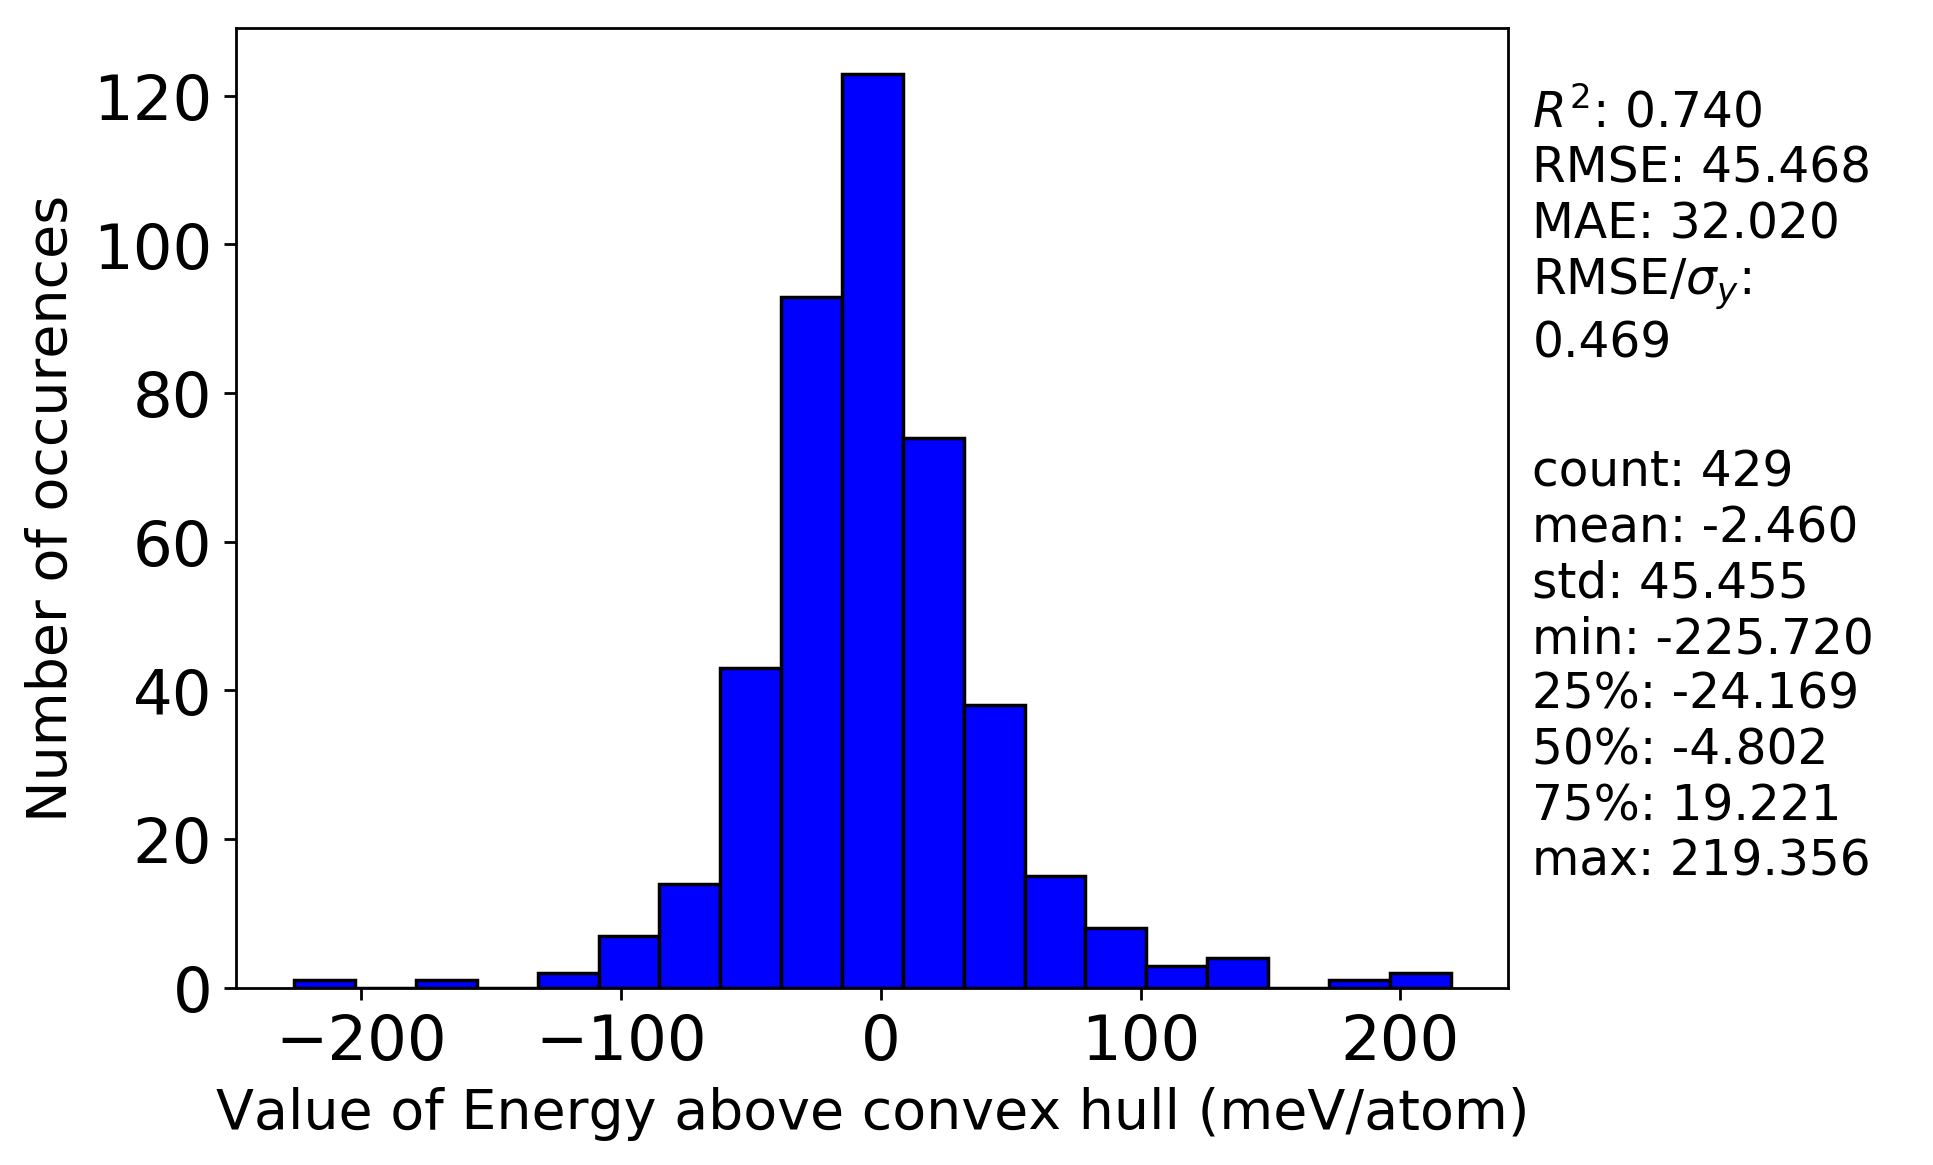 120
100
80
60
40
20
0
Number of occurences
−200 −100 0 100 200
Value of Energy above convex hull (meV/atom)
R²: 0.740
RMSE: 45.468
MAE: 32.020
RMSE/σ_y:
0.469
count: 429
mean: -2.460
std: 45.455
min: -225.720
25%: -24.169
50%: -4.802
75%: 19.221
max: 219.356